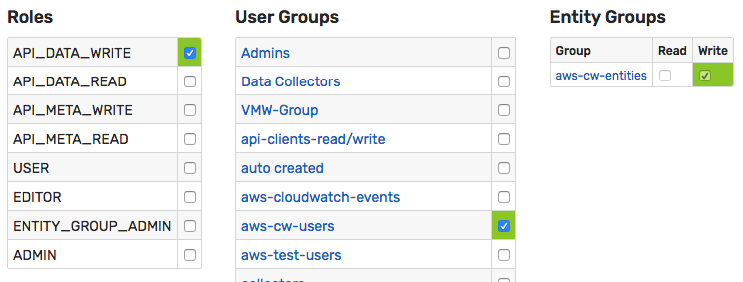 Roles
API_DATA_WRITE
API_DATA_READ
API_META_WRITE
API_META_READ
USER
EDITOR
ENTITY_GROUP_ADMIN
ADMIN
User Groups
Admins
Data Collectors
VMW-Group
api-clients-read/write
auto created
aws-cloudwatch-events
aws-cw-users
aws-test-users
Entity Groups
Group Read Write
aws-cw-entities